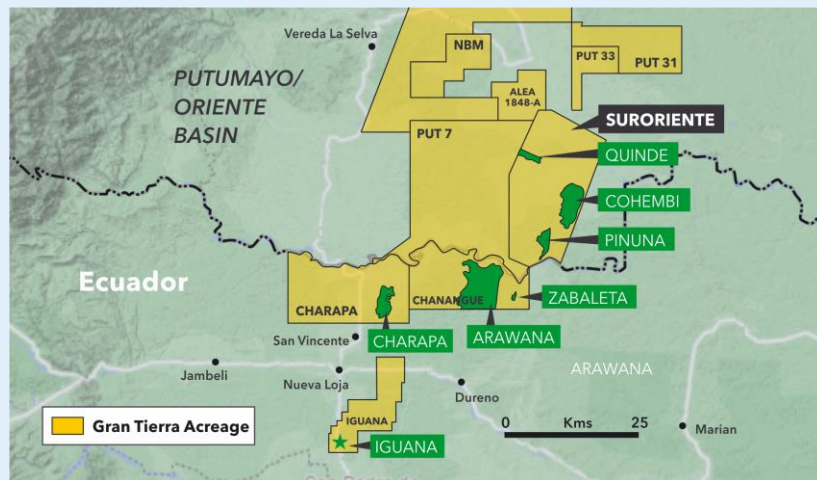 Vereda La Selva
NBM
PUT 33
PUT 31
PUTUMAYO/
ORIENTE
BASIN
ALEA
1848-A
SURORIENTE
PUT 7
QUINDE
COHEMBI
PINUNA
Ecuador
CHARAPA
CHANANGUE
ZABALETA
San Vincente
CHARAPA
ARAWANA
Jambeli
Nueva Loja
ARAWANA
Dureno
Gran Tierra Acreage
IGUANA
0 Kms 25
Marian
IGUANA